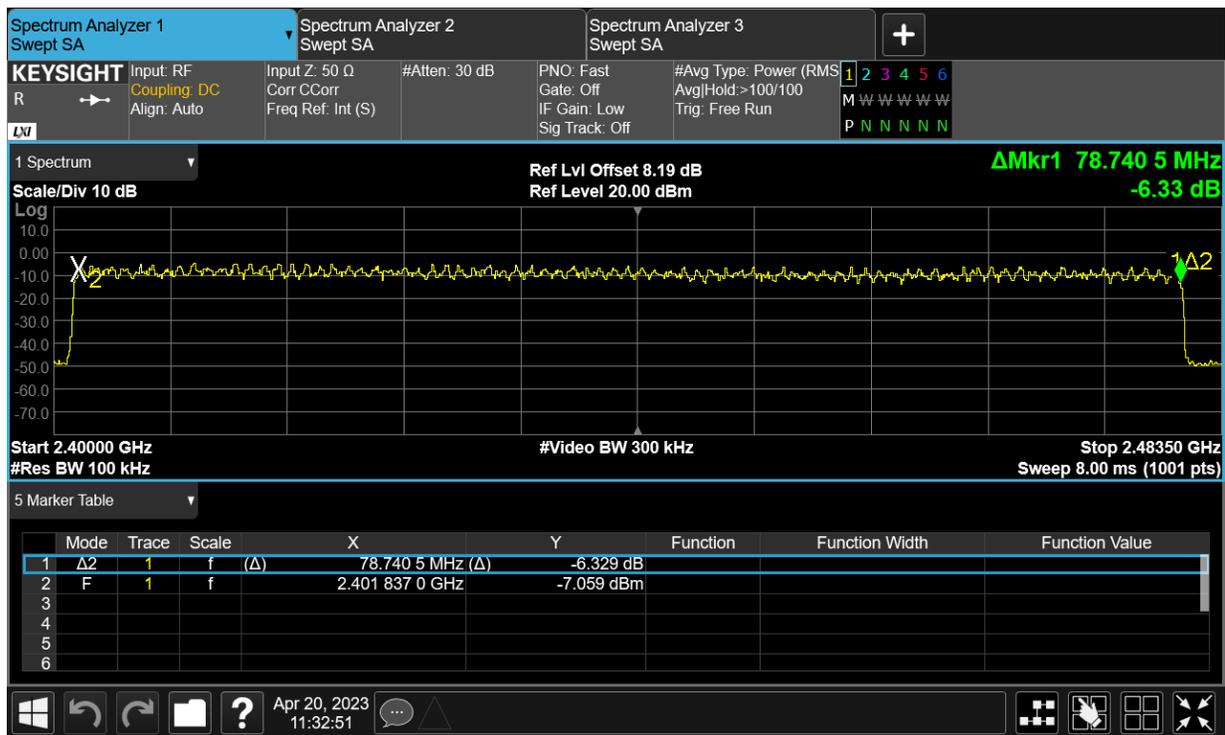 Spectrum Analyzer 1
Swept SA
Spectrum Analyzer 2
Swept SA
Spectrum Analyzer 3
Swept SA
+
KEYSIGHT
R
LXI
Input: RF
Coupling: DC
Align: Auto
Input Z: 50 Ω
Corr CCorr
Freq Ref: Int (S)
#Atten: 30 dB
PNO: Fast
Gate: Off
IF Gain: Low
Sig Track: Off
#Avg Type: Power (RMS
Avg|Hold:>100/100
Trig: Free Run
1 2 3 4 5 6
M W W W W W
P N N N N N
1 Spectrum
Scale/Div 10 dB
Ref Lvl Offset 8.19 dB
Ref Level 20.00 dBm
ΔMkr1 78.740 5 MHz
-6.33 dB
Log
10.0
0.00
-10.0
-20.0
-30.0
-40.0
-50.0
-60.0
-70.0
X2
1Δ2
Start 2.40000 GHz
#Video BW 300 kHz
Stop 2.48350 GHz
#Res BW 100 kHz
Sweep 8.00 ms (1001 pts)
5 Marker Table
Mode Trace Scale X Y Function Function Width Function Value
1 Δ2 1 f (Δ) 78.740 5 MHz (Δ) -6.329 dB
2 F 1 f 2.401 837 0 GHz -7.059 dBm
3
4
5
6
?
Apr 20, 2023
11:32:51